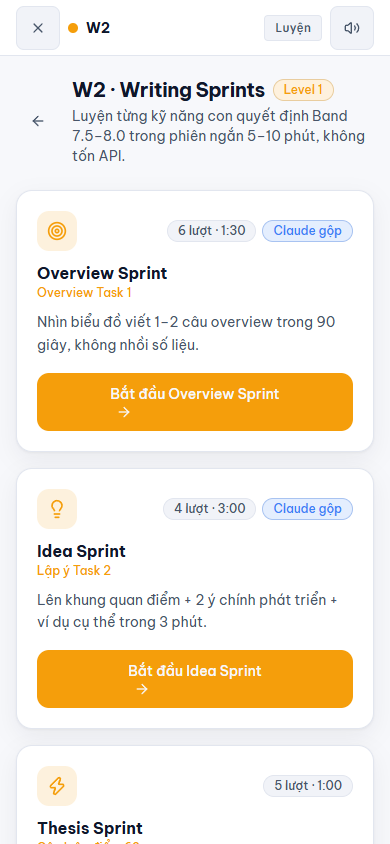 W2
Luyện
W2 · Writing Sprints
Level 1
Luyện từng kỹ năng con quyết định Band
7.5–8.0 trong phiên ngắn 5–10 phút, không
tốn API.
6 lượt · 1:30
Claude gộp
Overview Sprint
Overview Task 1
Nhìn biểu đồ viết 1–2 câu overview trong 90
giây, không nhồi số liệu.
Bắt đầu Overview Sprint
→
4 lượt · 3:00
Claude gộp
Idea Sprint
Lập ý Task 2
Lên khung quan điểm + 2 ý chính phát triển +
ví dụ cụ thể trong 3 phút.
Bắt đầu Idea Sprint
→
5 lượt · 1:00
Thesis Sprint